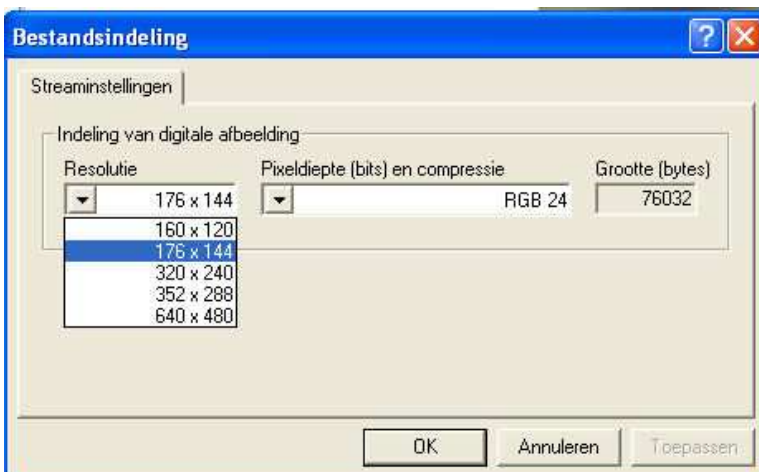 Bestandsindeling
Streaminstellingen
Indeling van digitale afbeelding
Resolutie Pixeldiepte (bits) en compressie Grootte (bytes)
176 x 144 RGB 24 76032
160 x 120
176 x 144
320 x 240
352 x 288
640 x 480
OK Annuleren Toepassen